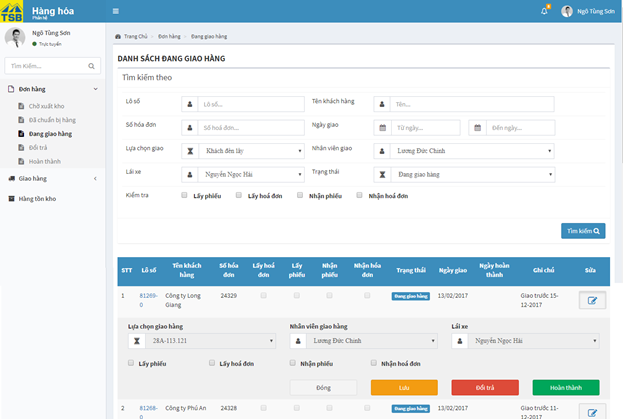 TSB
Hàng hóa
Phân hệ
8
Ngô Tùng Sơn
Ngô Tùng Sơn
Trực tuyến
Tìm Kiếm...
Đơn hàng
Chờ xuất kho
Đã chuẩn bị hàng
Đang giao hàng
Đổi trả
Hoàn thành
Giao hàng
Hàng tồn kho
Trang Chủ > Đơn hàng > Đang giao hàng
DANH SÁCH ĐANG GIAO HÀNG
Tìm kiếm theo
Lô số Lô số... Tên khách hàng Tên...
Số hóa đơn Số hoá đơn... Ngày giao Từ ngày... Đến ngày...
Lựa chọn giao Khách đến lấy Nhân viên giao Lương Đức Chinh
Lái xe Nguyễn Ngọc Hải Trạng thái Đang giao hàng
Kiểm tra Lấy phiếu Lấy hoá đơn Nhận phiếu Nhận hoá đơn
Tìm kiếm
STT Lô số Tên khách hàng Số hóa đơn Lấy hoá đơn Lấy phiếu Nhận phiếu Nhận hóa đơn Trạng thái Ngày giao Ngày hoàn thành Ghi chú Sửa
1 81269-0 Công ty Long Giang 24329 Đang giao hàng 13/02/2017 Giao trước 15-12-2017
Lựa chọn giao hàng Nhân viên giao hàng Lái xe
28A-113.121 Lương Đức Chinh Nguyễn Ngọc Hải
Lấy phiếu Lấy hoá đơn Nhận phiếu Nhận hoá đơn
Đóng Lưu Đổi trả Hoàn thành
2 81268-0 Công ty Phú An 24328 Đang giao hàng 13/02/2017 Giao trước 11-12-2017